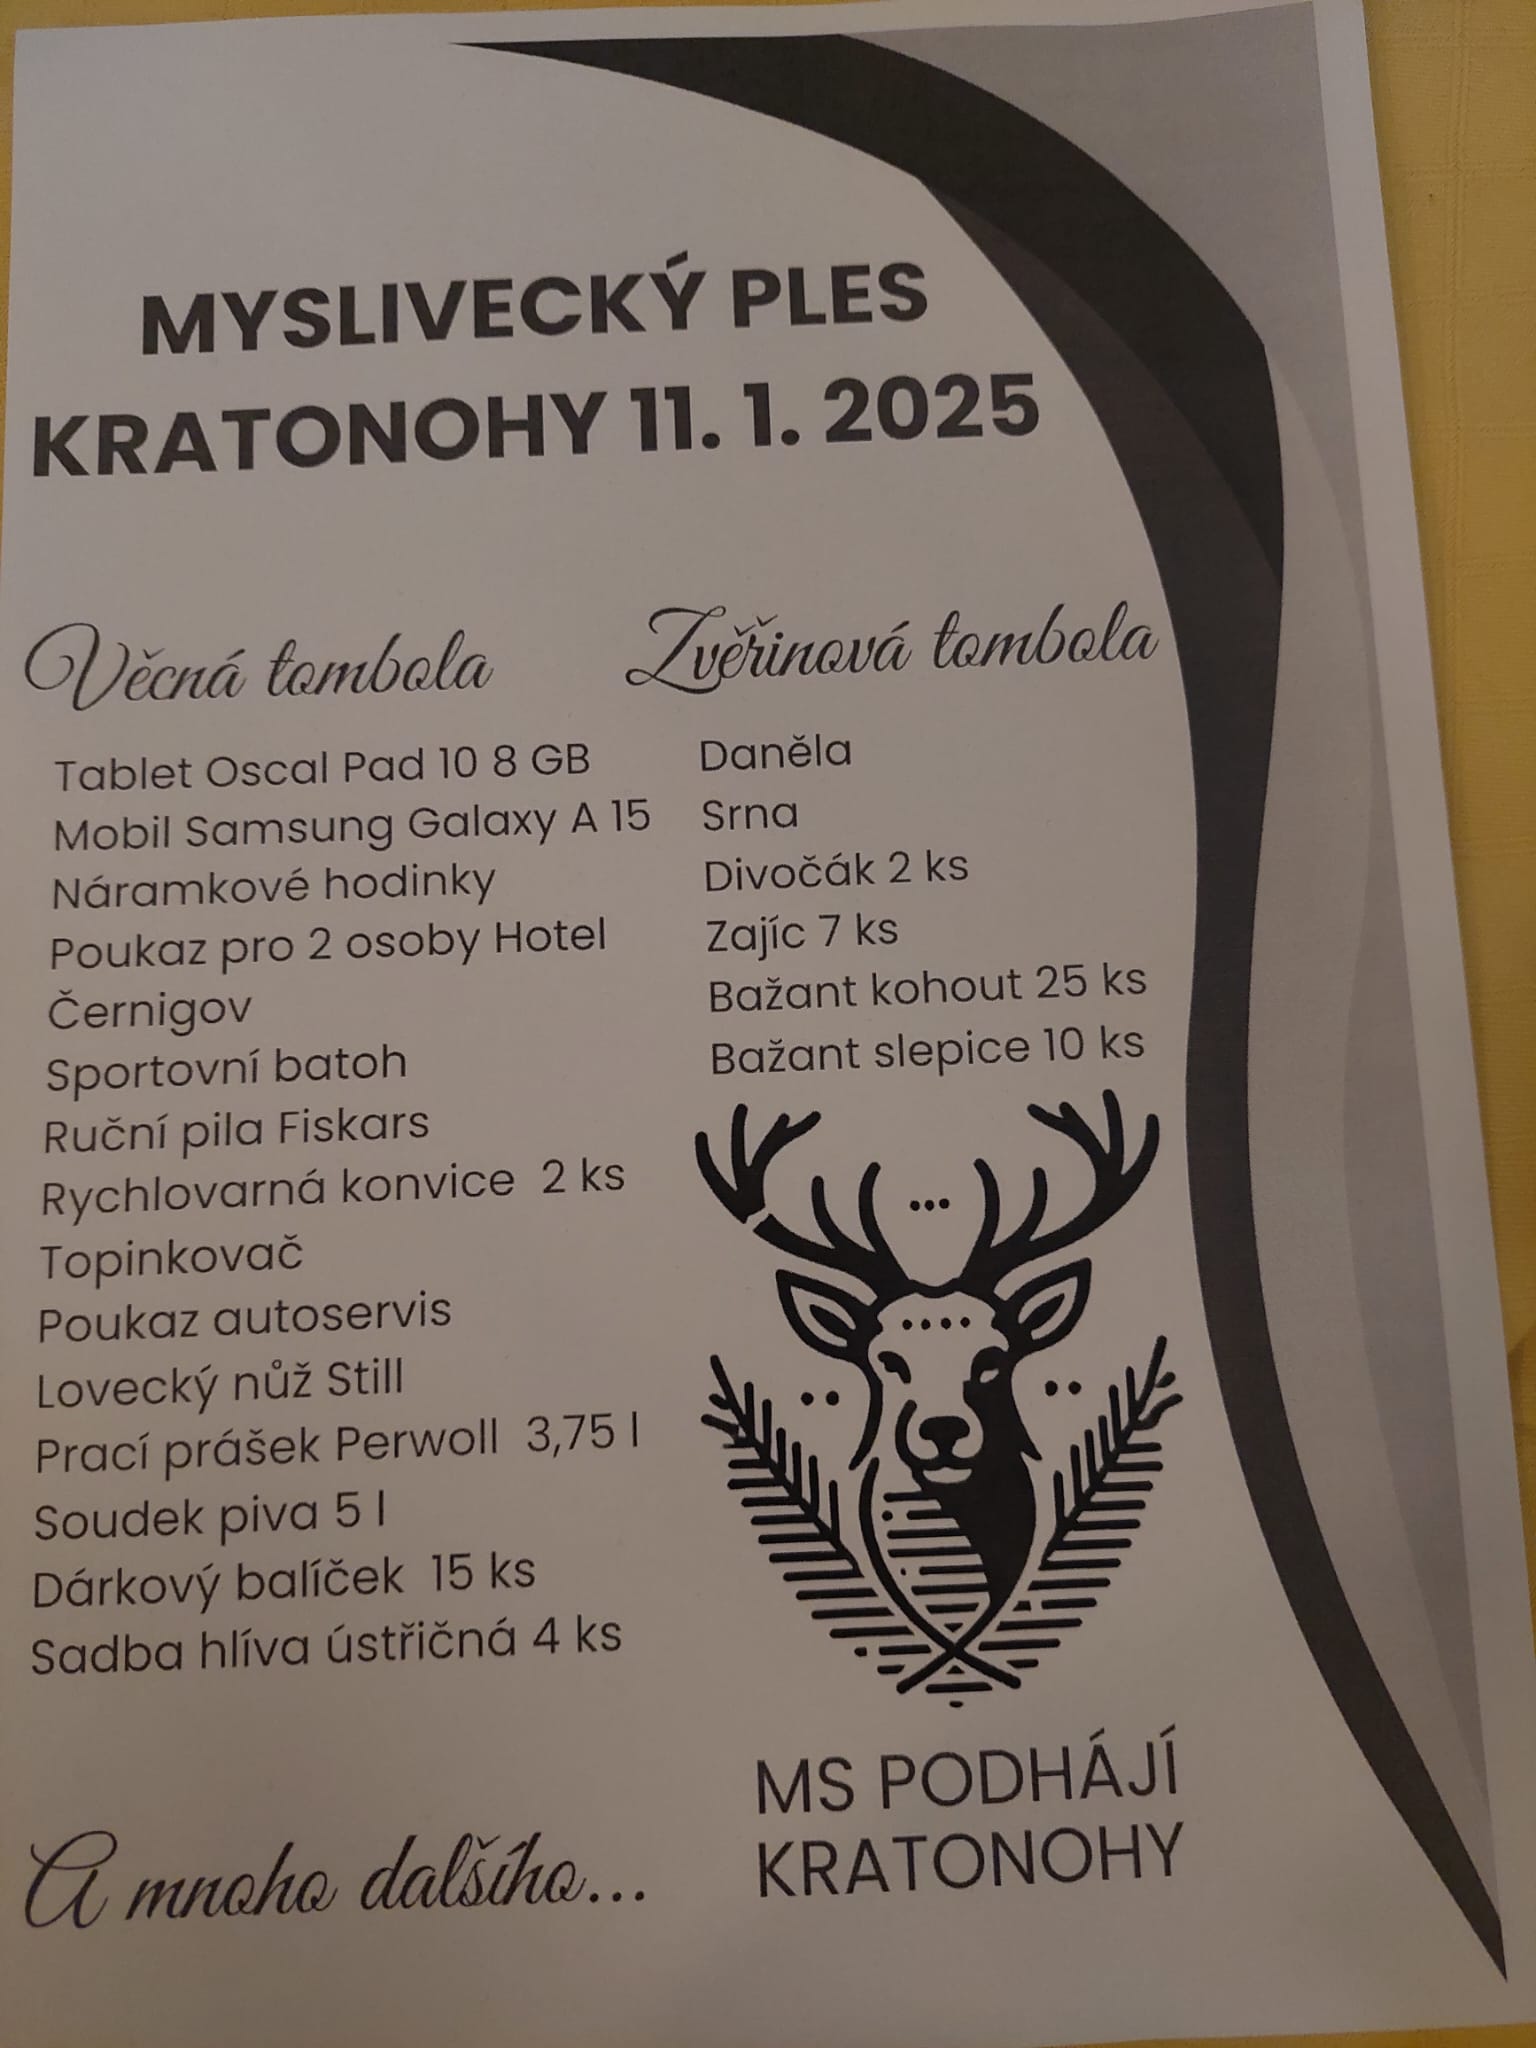 MYSLIVECKÝ PLES
KRATONOHY 11. 1. 2025
Věcná tombola
Tablet Oscal Pad 10 8 GB
Mobil Samsung Galaxy A 15
Náramkové hodinky
Poukaz pro 2 osoby Hotel
Černigov
Sportovní batoh
Ruční pila Fiskars
Rychlovarná konvice 2 ks
Topinkovač
Poukaz autoservis
Lovecký nůž Still
Prací prášek Perwoll 3,75 l
Soudek piva 5 l
Dárkový balíček 15 ks
Sadba hlíva ústřičná 4 ks
A mnoho dalšího...
Zvěřinová tombola
Daněla
Srna
Divočák 2 ks
Zajíc 7 ks
Bažant kohout 25 ks
Bažant slepice 10 ks
MS PODHÁJÍ
KRATONOHY